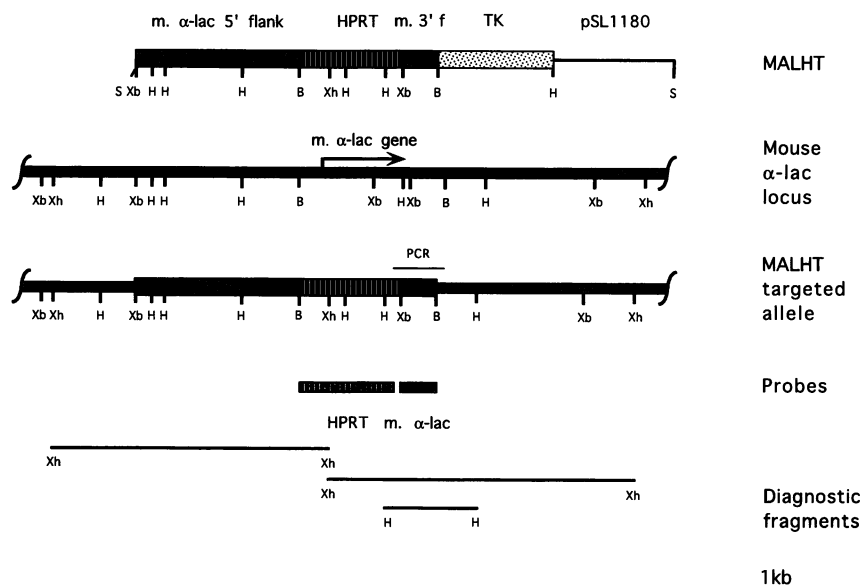 m. α-lac 5' flank HPRT m. 3' f TK pSL1180
MALHT
S Xb H H H B Xh H H Xb B H S
m. α-lac gene
Mouse
α-lac
locus
Xb Xh H Xb H H H B Xb H Xb B H Xb Xh
PCR
MALHT
targeted
allele
Xb Xh H Xb H H H B Xh H H Xb B H Xb Xh
Probes
HPRT m. α-lac
Xh Xh
Xh Xh
Diagnostic
fragments
H H
1kb